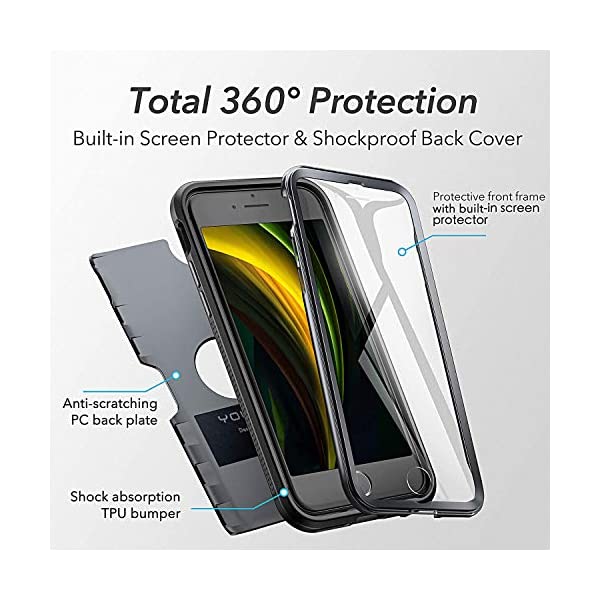 Total 360° Protection
Built-in Screen Protector & Shockproof Back Cover
Protective front frame
with built-in screen
protector
Anti-scratching
PC back plate
Shock absorption
TPU bumper